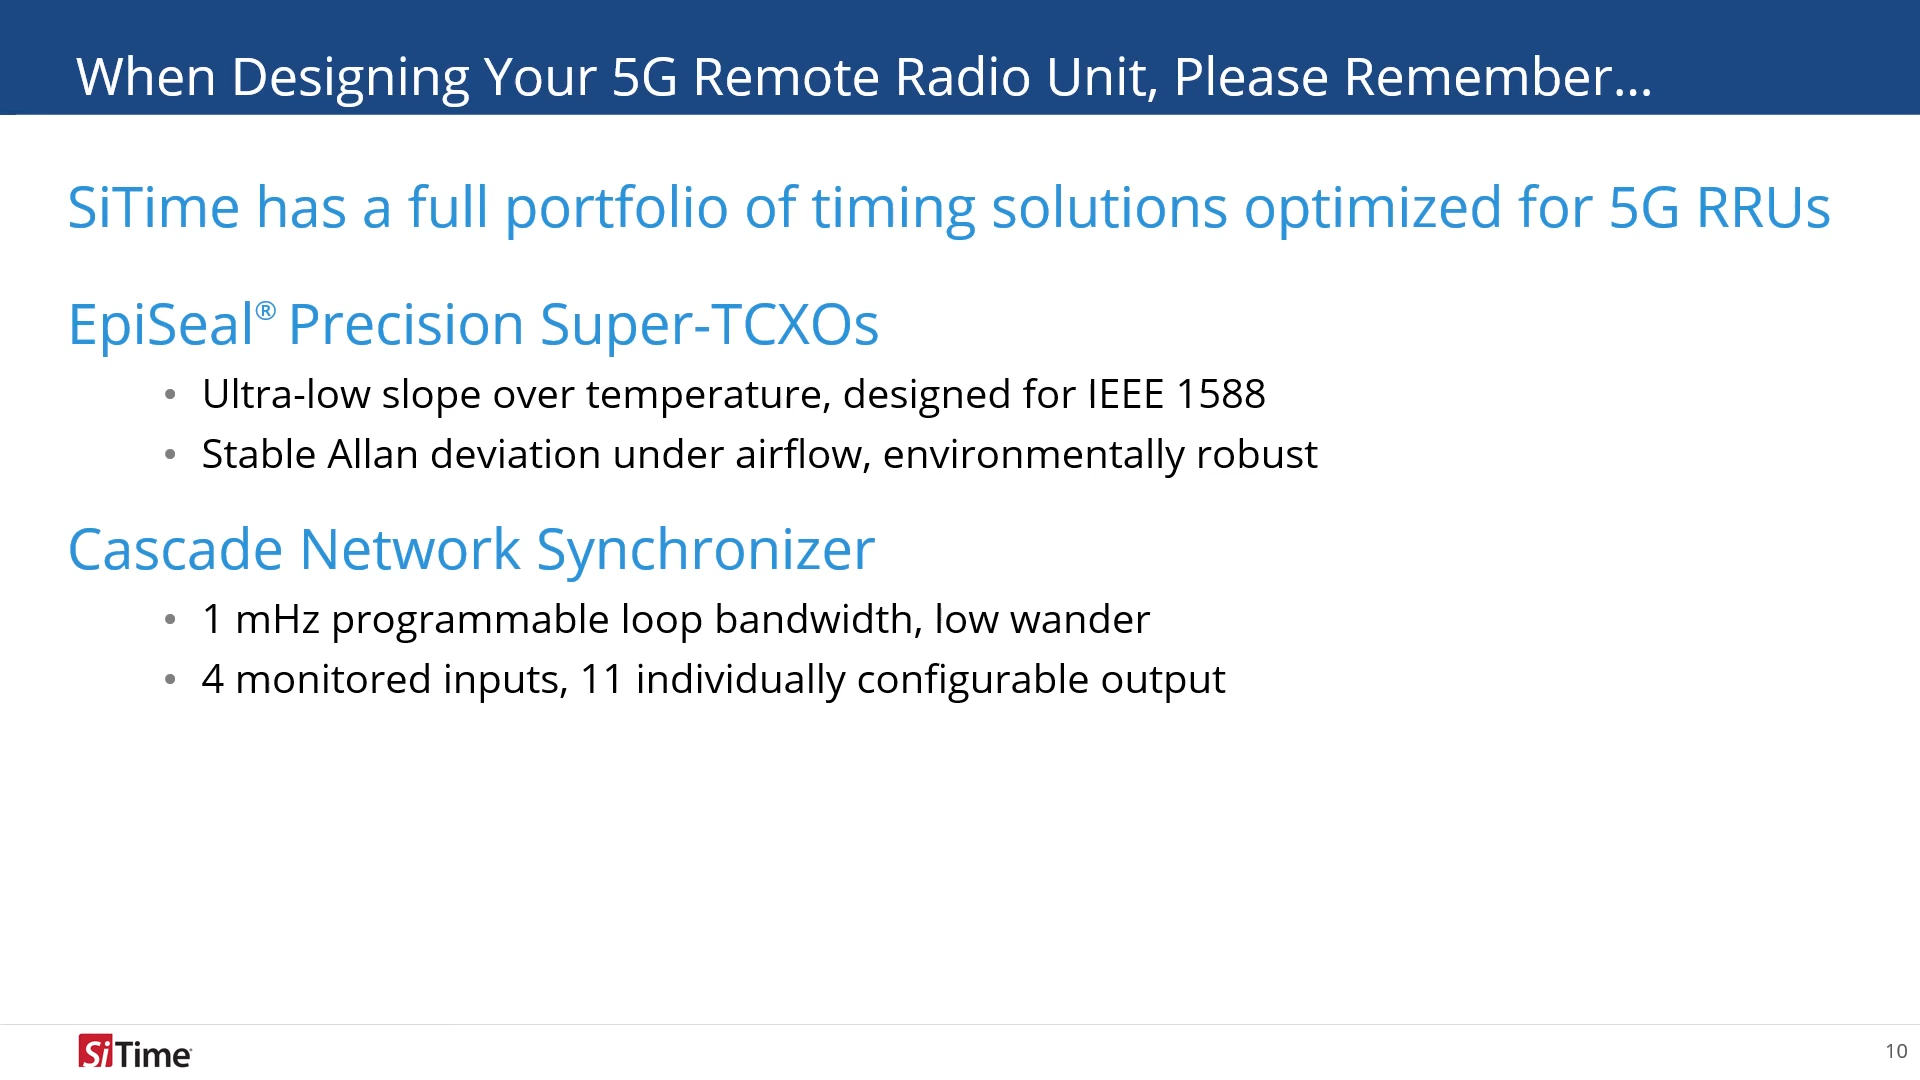 When Designing Your 5G Remote Radio Unit, Please Remember...
SiTime has a full portfolio of timing solutions optimized for 5G RRUs
EpiSeal® Precision Super-TCXOs
• Ultra-low slope over temperature, designed for IEEE 1588
• Stable Allan deviation under airflow, environmentally robust
Cascade Network Synchronizer
• 1 mHz programmable loop bandwidth, low wander
• 4 monitored inputs, 11 individually configurable output
SiTime
10